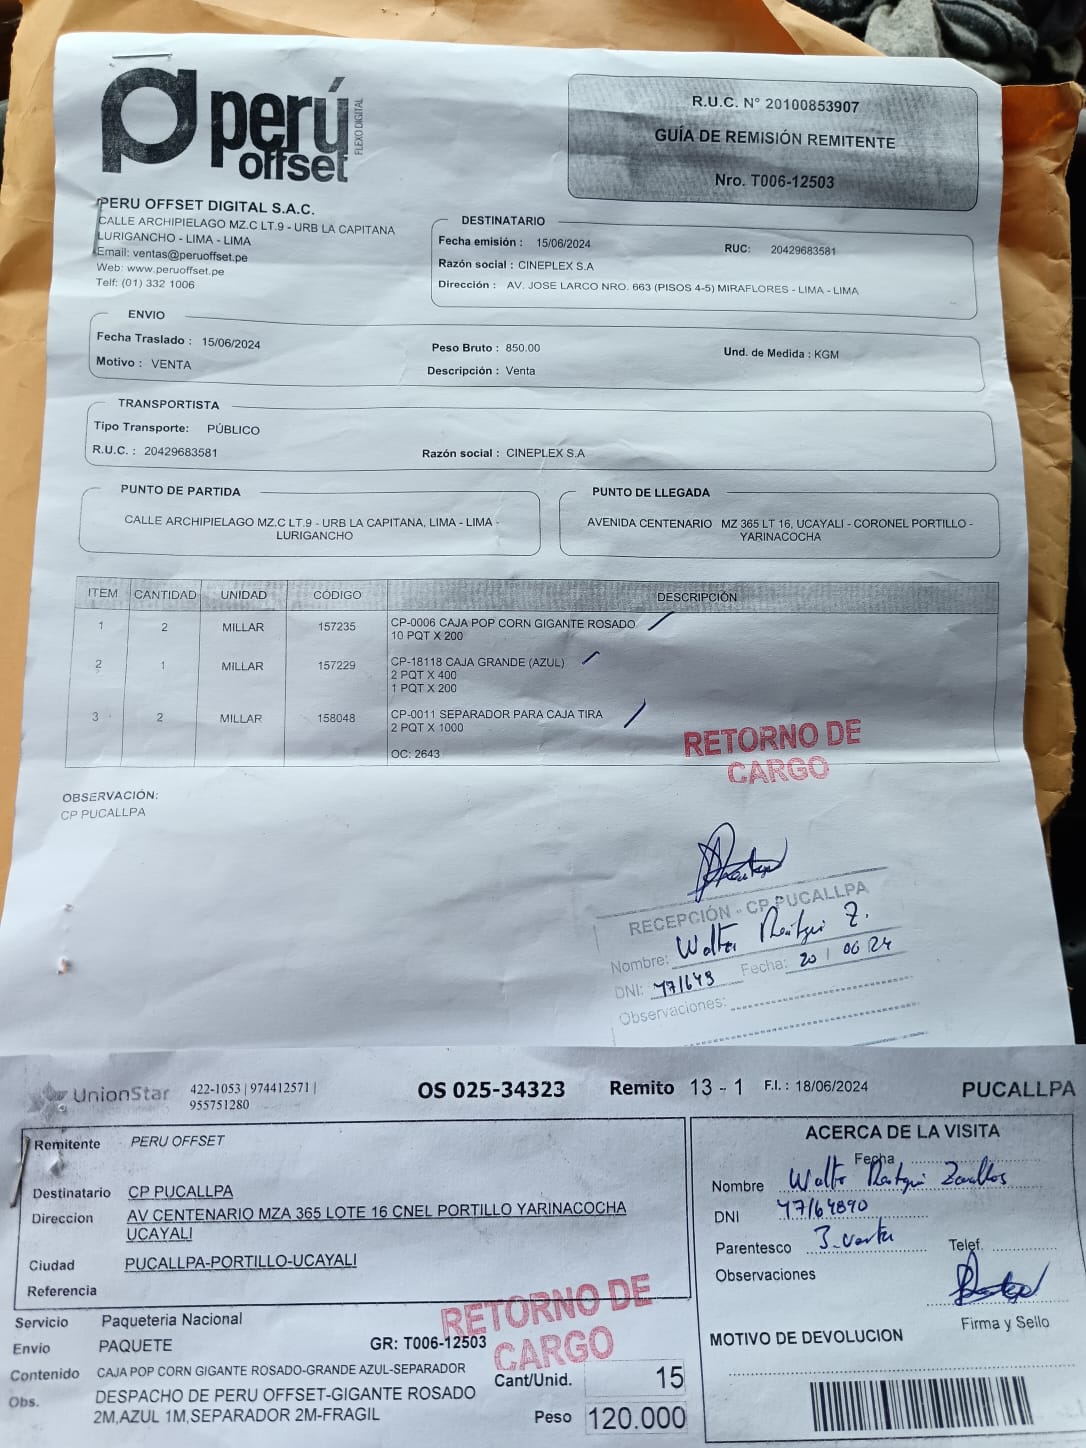 perú
offset
FLEXO DIGITAL
R.U.C. N° 20100853907
GUÍA DE REMISIÓN REMITENTE
Nro. T006-12503
PERU OFFSET DIGITAL S.A.C.
CALLE ARCHIPIELAGO MZ.C LT.9 - URB LA CAPITANA
LURIGANCHO - LIMA - LIMA
Email: ventas@peruoffset.pe
Web: www.peruoffset.pe
Telf: (01) 332 1006
DESTINATARIO
Fecha emisión : 15/06/2024 RUC: 20429683581
Razón social : CINEPLEX S.A
Dirección : AV. JOSE LARCO NRO. 663 (PISOS 4-5) MIRAFLORES - LIMA - LIMA
ENVIO
Fecha Traslado : 15/06/2024 Peso Bruto : 850.00 Und. de Medida : KGM
Motivo : VENTA Descripción : Venta
TRANSPORTISTA
Tipo Transporte: PÚBLICO
R.U.C. : 20429683581 Razón social : CINEPLEX S.A
PUNTO DE PARTIDA
CALLE ARCHIPIELAGO MZ.C LT.9 - URB LA CAPITANA, LIMA - LIMA -
LURIGANCHO
PUNTO DE LLEGADA
AVENIDA CENTENARIO MZ 365 LT 16, UCAYALI - CORONEL PORTILLO -
YARINACOCHA
ITEM CANTIDAD UNIDAD CÓDIGO DESCRIPCIÓN
1 2 MILLAR 157235 CP-0006 CAJA POP CORN GIGANTE ROSADO
10 PQT X 200
2 1 MILLAR 157229 CP-18118 CAJA GRANDE (AZUL)
2 PQT X 400
1 PQT X 200
3 2 MILLAR 158048 CP-0011 SEPARADOR PARA CAJA TIRA
2 PQT X 1000
OC: 2643
RETORNO DE
CARGO
OBSERVACIÓN:
CP PUCALLPA
RECEPCIÓN - CP PUCALLPA
Nombre: Walter Z.
Fecha: 20 / 06 24
DNI:
Observaciones:
UnionStar 422-1053 | 974412571 |
955751280
OS 025-34323 Remito 13 - 1 F.I. : 18/06/2024 PUCALLPA
Remitente PERU OFFSET
Destinatario CP PUCALLPA
Direccion AV CENTENARIO MZA 365 LOTE 16 CNEL PORTILLO YARINACOCHA
UCAYALI
Ciudad PUCALLPA-PORTILLO-UCAYALI
Referencia
Servicio Paqueteria Nacional
Envio PAQUETE GR: T006-12503
Contenido CAJA POP CORN GIGANTE ROSADO-GRANDE AZUL-SEPARADOR
Obs. DESPACHO DE PERU OFFSET-GIGANTE ROSADO
2M,AZUL 1M,SEPARADOR 2M-FRAGIL
RETORNO DE
CARGO
Cant/Unid. 15
Peso 120.000
ACERCA DE LA VISITA
Fecha
Nombre
DNI
Parentesco
Telef.
Observaciones
Firma y Sello
MOTIVO DE DEVOLUCION